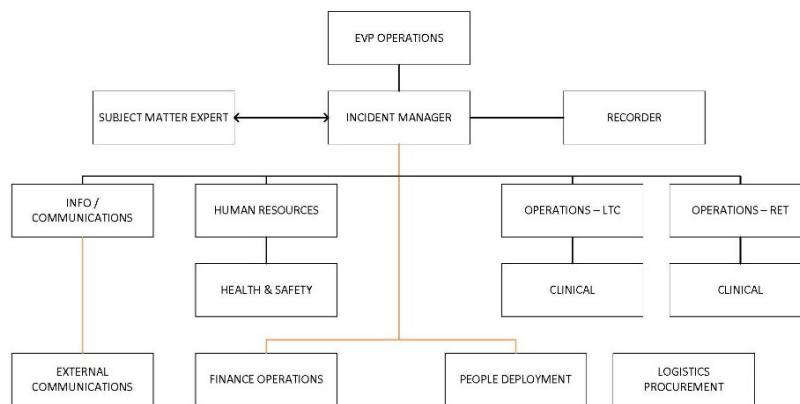 EVP OPERATIONS
SUBJECT MATTER EXPERT
INCIDENT MANAGER
RECORDER
INFO /
COMMUNICATIONS
HUMAN RESOURCES
OPERATIONS – LTC
OPERATIONS – RET
HEALTH & SAFETY
CLINICAL
CLINICAL
EXTERNAL
COMMUNICATIONS
FINANCE OPERATIONS
PEOPLE DEPLOYMENT
LOGISTICS
PROCUREMENT